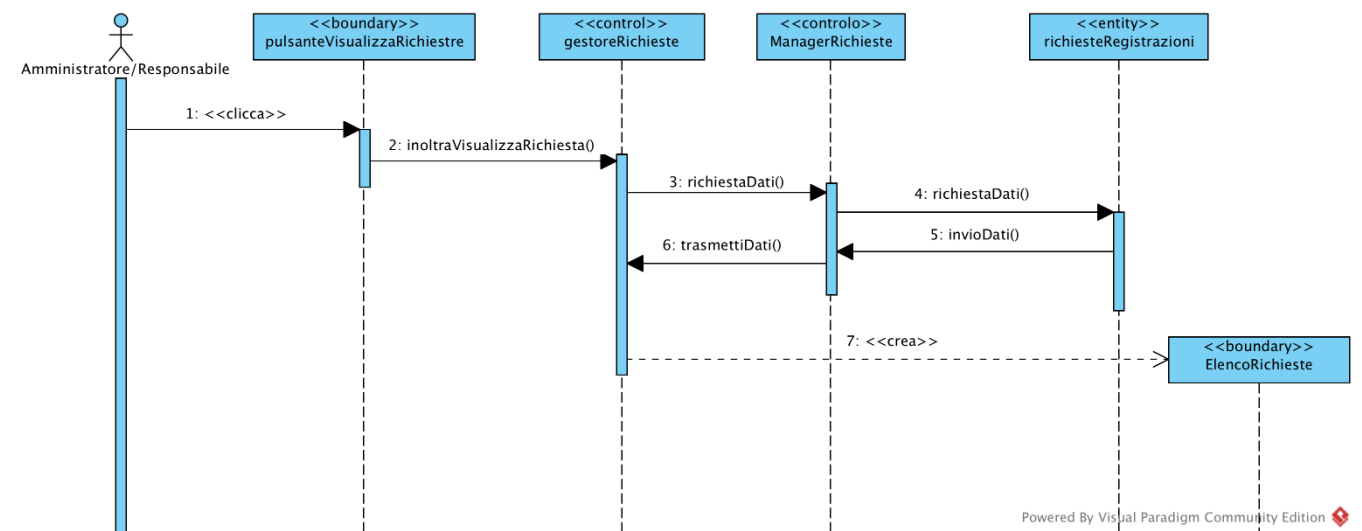 <<boundary>>
pulsanteVisualizzaRichiestre
<<control>>
gestoreRichieste
<<controlo>>
ManagerRichieste
<<entity>>
richiesteRegistrazioni
Amministratore/Responsabile
1: <<clicca>>
2: inoltraVisualizzaRichiesta()
3: richiestaDati()
4: richiestaDati()
5: invioDati()
6: trasmettiDati()
7: <<crea>>
<<boundary>>
ElencoRichieste
Powered By Visual Paradigm Community Edition